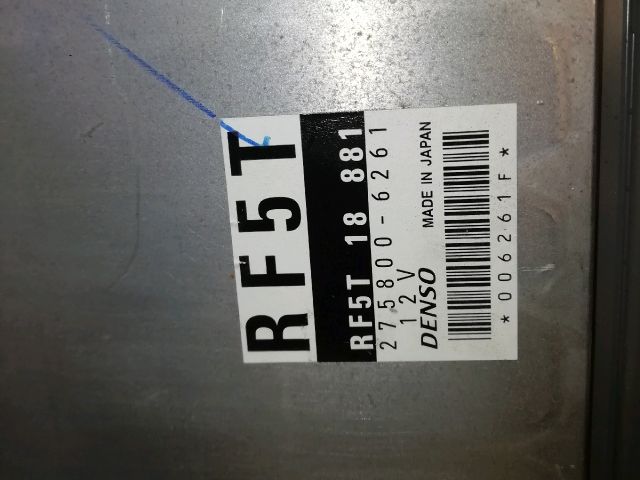 RF5T
RF5T 18 881
275800-6261
12V
DENSO MADE IN JAPAN
*006261F*